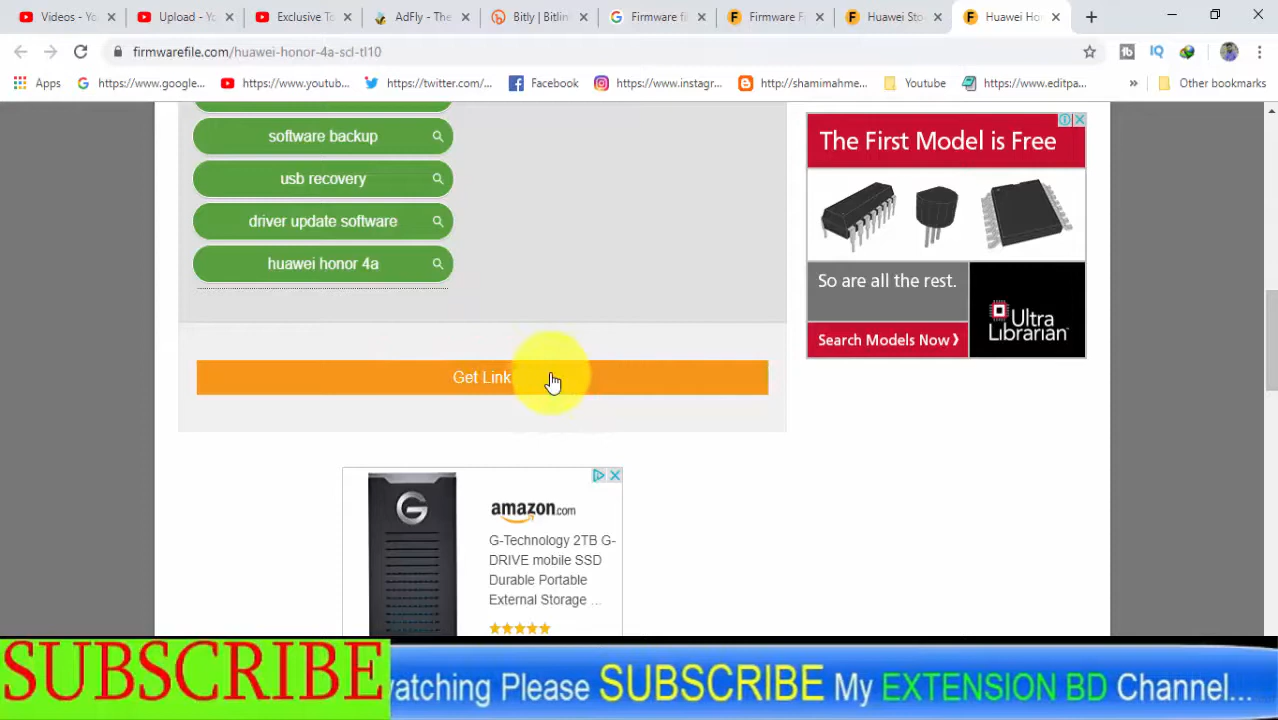 Videos - Yo
Upload - Yo
Exclusive To
AdFly - The
Bitly | Bitlin
Firmware fi
Firmware F
Huawei Sto
Huawei Ho
firmwarefile.com/huawei-honor-4a-scl-tl10
Apps
https://www.google...
https://www.youtub...
https://twitter.com/...
Facebook
https://www.instagr...
http://shamimahme...
Youtube
https://www.editpa...
»
Other bookmarks
software backup
usb recovery
driver update software
huawei honor 4a
Get Link
The First Model is Free
So are all the rest.
Search Models Now ❯
Ultra
Librarian
G
amazon.com
G-Technology 2TB G-
DRIVE mobile SSD
Durable Portable
External Storage ...
SUBSCRIBE
watching Please SUBSCRIBE My EXTENSION BD Channel...